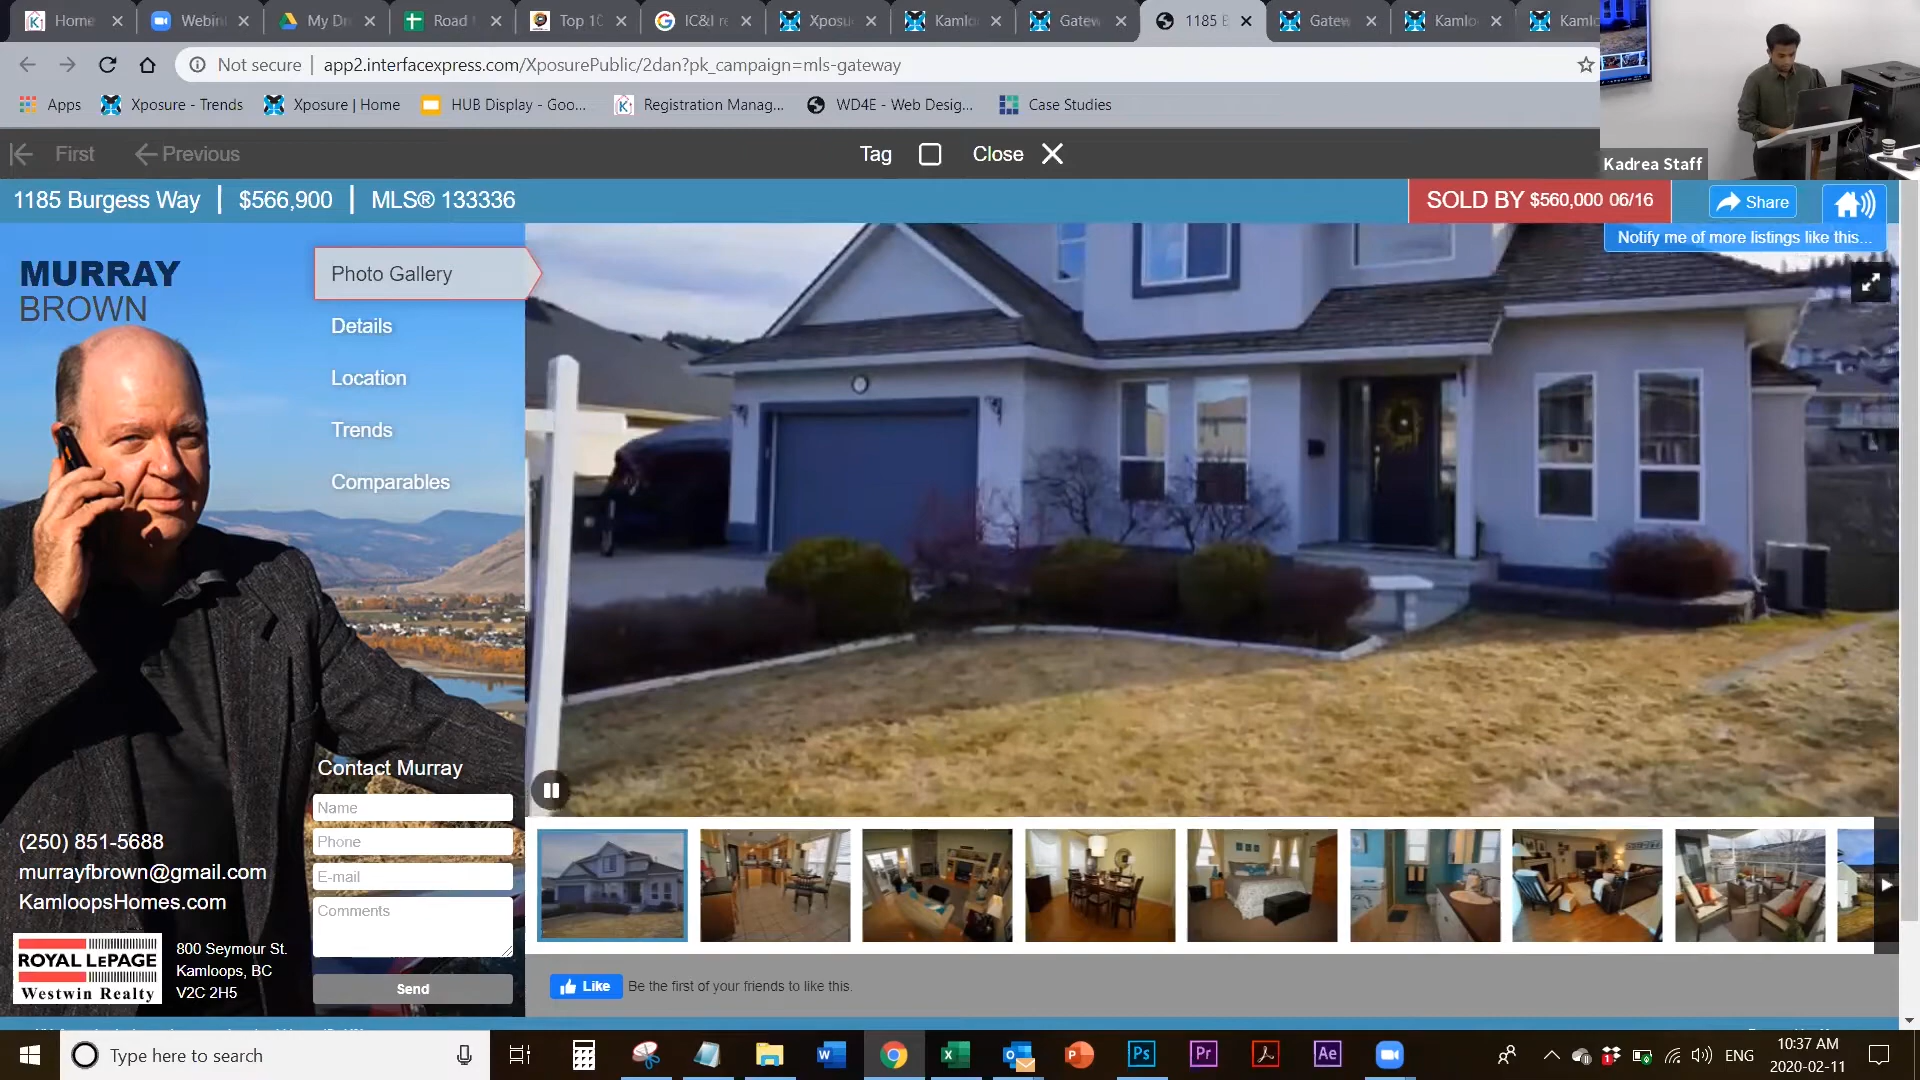 Home
Webin
My Dr
Road
Top 10
IC&I re
Xposu
Kamlo
Gatew
1185 B
Gatew
Kamlo
Kamlo
Not secure | app2.interfacexpress.com/XposurePublic/2dan?pk_campaign=mls-gateway
Apps
Xposure - Trends
Xposure | Home
HUB Display - Goo...
Registration Manag...
WD4E - Web Desig...
Case Studies
First
Previous
Tag
Close
Kadrea Staff
1185 Burgess Way | $566,900 | MLS® 133336
SOLD BY $560,000 06/16
Share
Notify me of more listings like this...
MURRAY
BROWN
Photo Gallery
Details
Location
Trends
Comparables
Contact Murray
Name
Phone
E-mail
Comments
Send
(250) 851-5688
murrayfbrown@gmail.com
KamloopsHomes.com
ROYAL LEPAGE
Westwin Realty
800 Seymour St.
Kamloops, BC
V2C 2H5
Like
Be the first of your friends to like this.
Type here to search
ENG
10:37 AM
2020-02-11